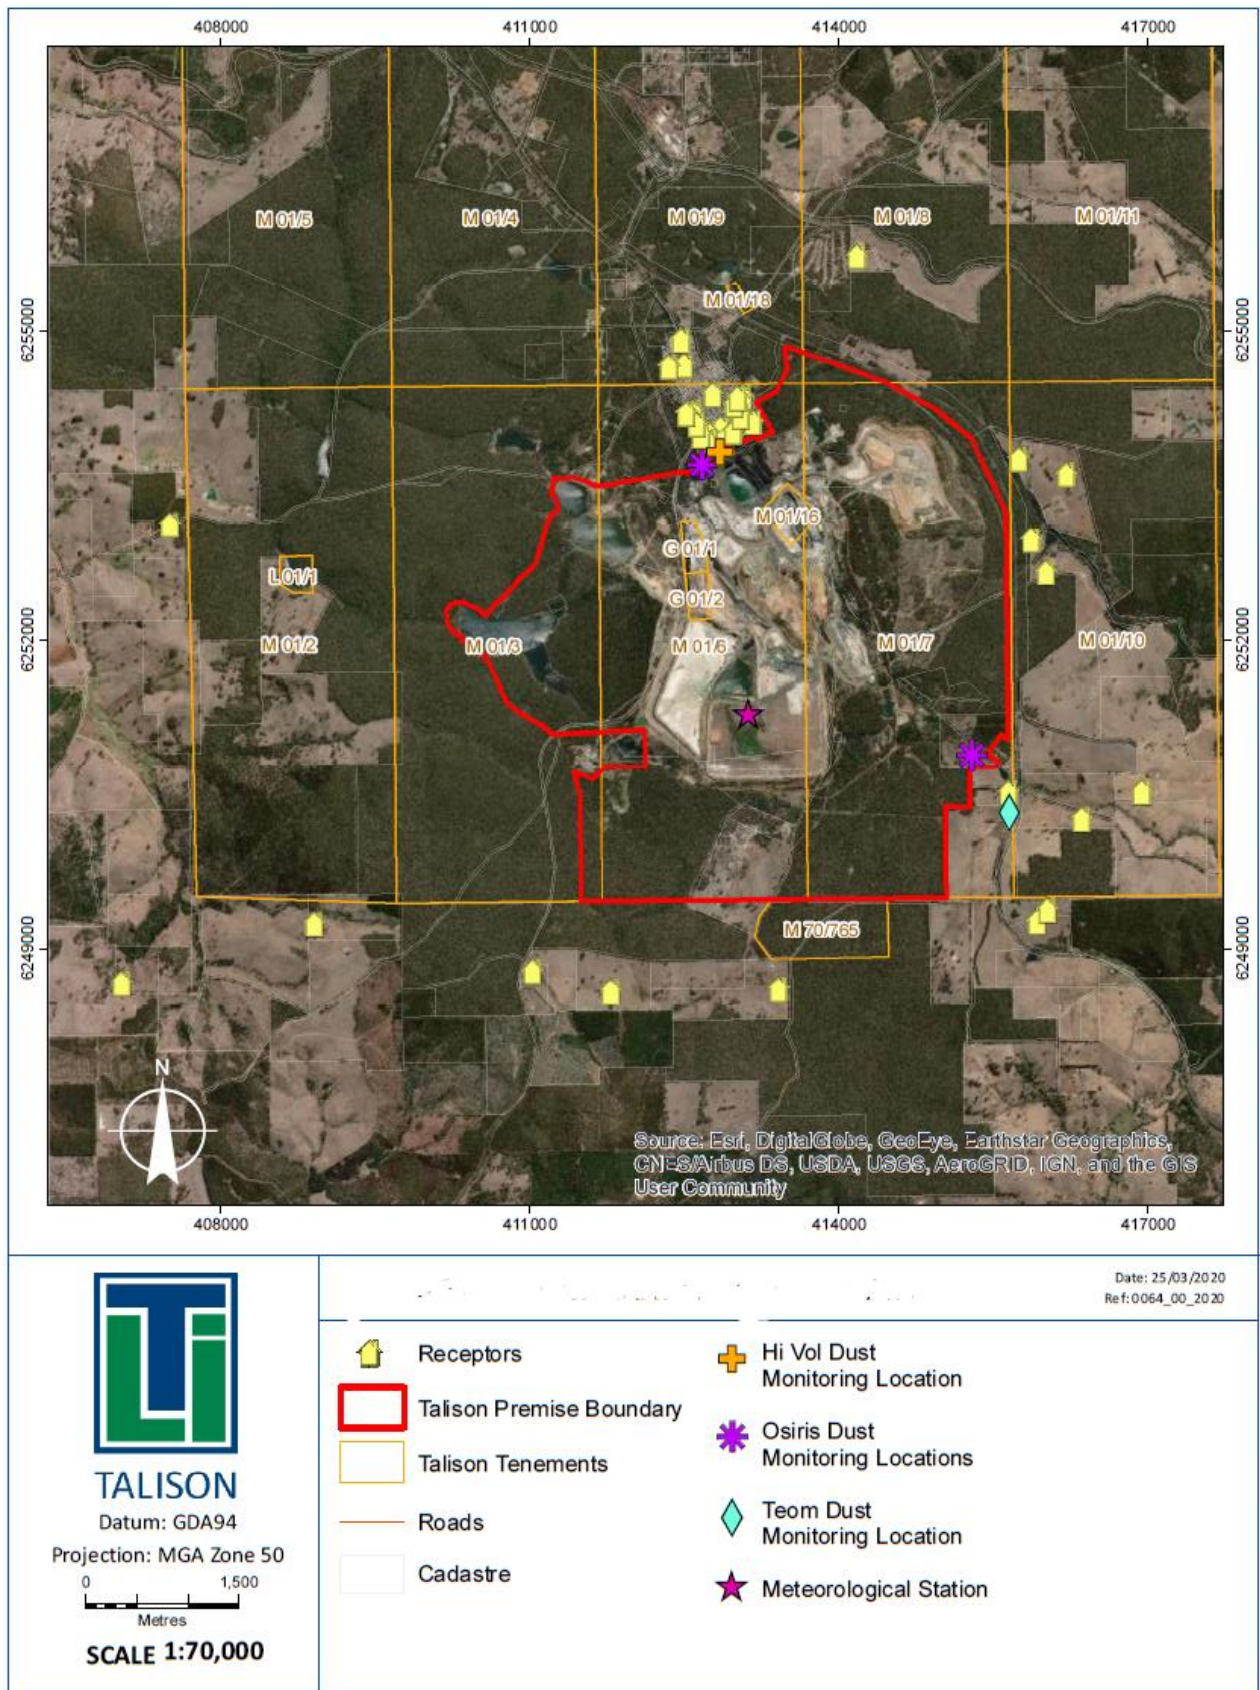 408000
411000
414000
417000
M 01/5
M 01/4
M 01/9
M 01/8
M 01/11
M 01/18
6255000
6255000
M 01/16
G 01/1
L 01/1
G 01/2
6252000
M 01/2
M 01/3
M 01/6
M 01/7
M 01/10
6252000
M 70/765
6249000
6249000
N
Source: Esri, DigitalGlobe, GeoEye, Earthstar Geographics,
CNES/Airbus DS, USDA, USGS, AeroGRID, IGN, and the GIS
User Community
408000
411000
414000
417000
TALISON
Datum: GDA94
Projection: MGA Zone 50
0 1,500
Metres
SCALE 1:70,000
Date: 25/03/2020
Ref: 0064_00_2020
Receptors
Talison Premise Boundary
Talison Tenements
Roads
Cadastre
Hi Vol Dust
Monitoring Location
Osiris Dust
Monitoring Locations
Teom Dust
Monitoring Location
Meteorological Station